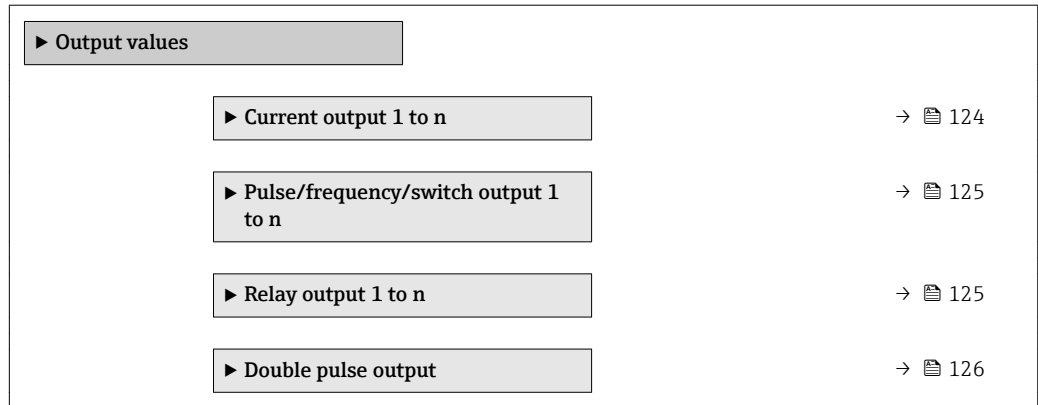 ▶ Output values
▶ Current output 1 to n → 124
▶ Pulse/frequency/switch output 1
to n → 125
▶ Relay output 1 to n → 125
▶ Double pulse output → 126